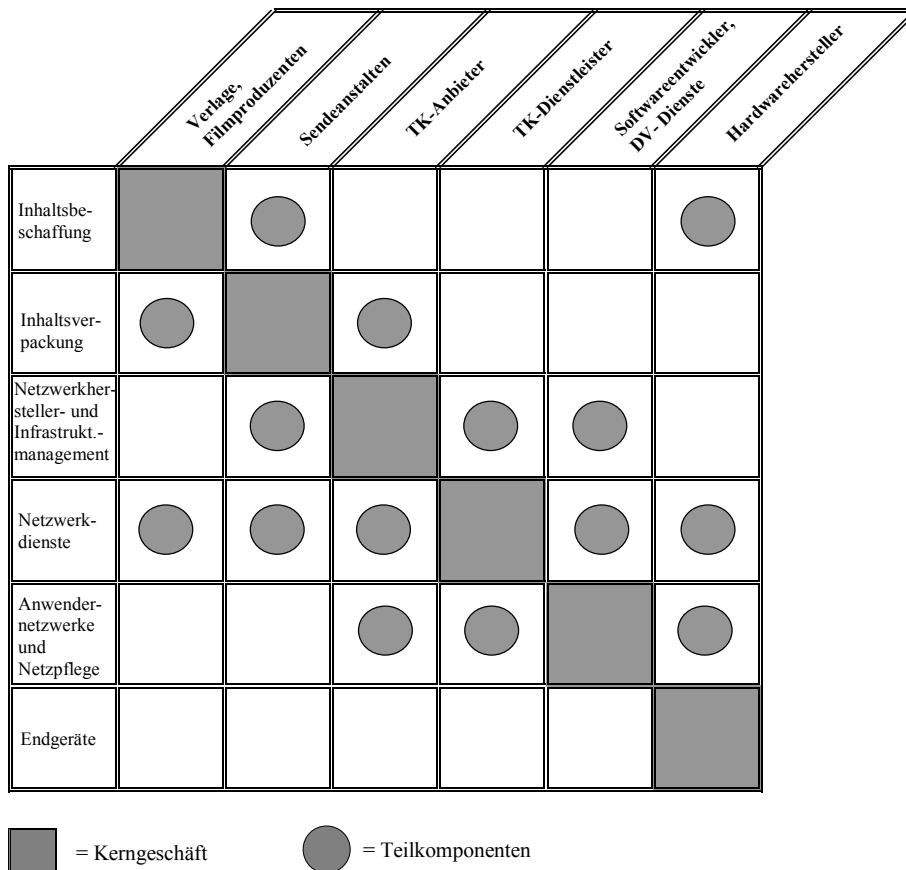 Verlage,
Filmproduzenten
Sendeanstalten
TK-Anbieter
TK-Dienstleister
Softwareentwickler,
DV- Dienste
Hardwarehersteller
Inhaltsbe-
schaffung
Inhaltsver-
packung
Netzwerkher-
steller- und
Infrastrukt.-
management
Netzwerk-
dienste
Anwender-
netzwerke
und
Netzpflege
Endgeräte
= Kerngeschäft
= Teilkomponenten